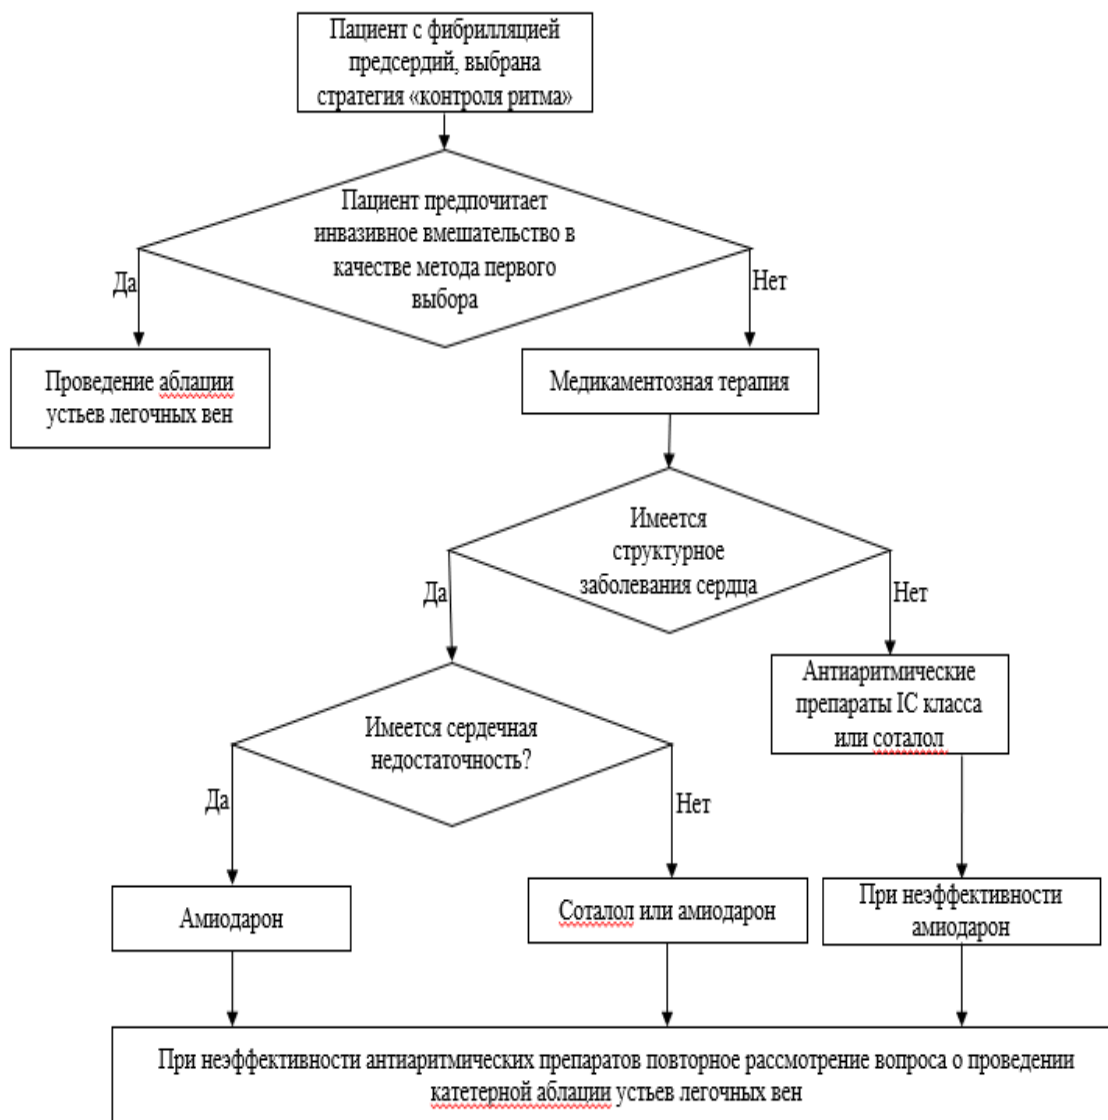 Пациент с фибрилляцией
предсердий, выбрана
стратегия «контроля ритма»
Пациент предпочитает
инвазивное вмешательство в
качестве метода первого
выбора
Да
Нет
Проведение аблации
устьев легочных вен
Медикаментозная терапия
Имеется
структурное
заболевания сердца
Да
Нет
Антиаритмические
препараты IC класса
или соталол
Имеется сердечная
недостаточность?
Да
Нет
Амиодарон
Соталол или амиодарон
При неэффективности
амиодарон
При неэффективности антиаритмических препаратов повторное рассмотрение вопроса о проведении
катетерной аблации устьев легочных вен